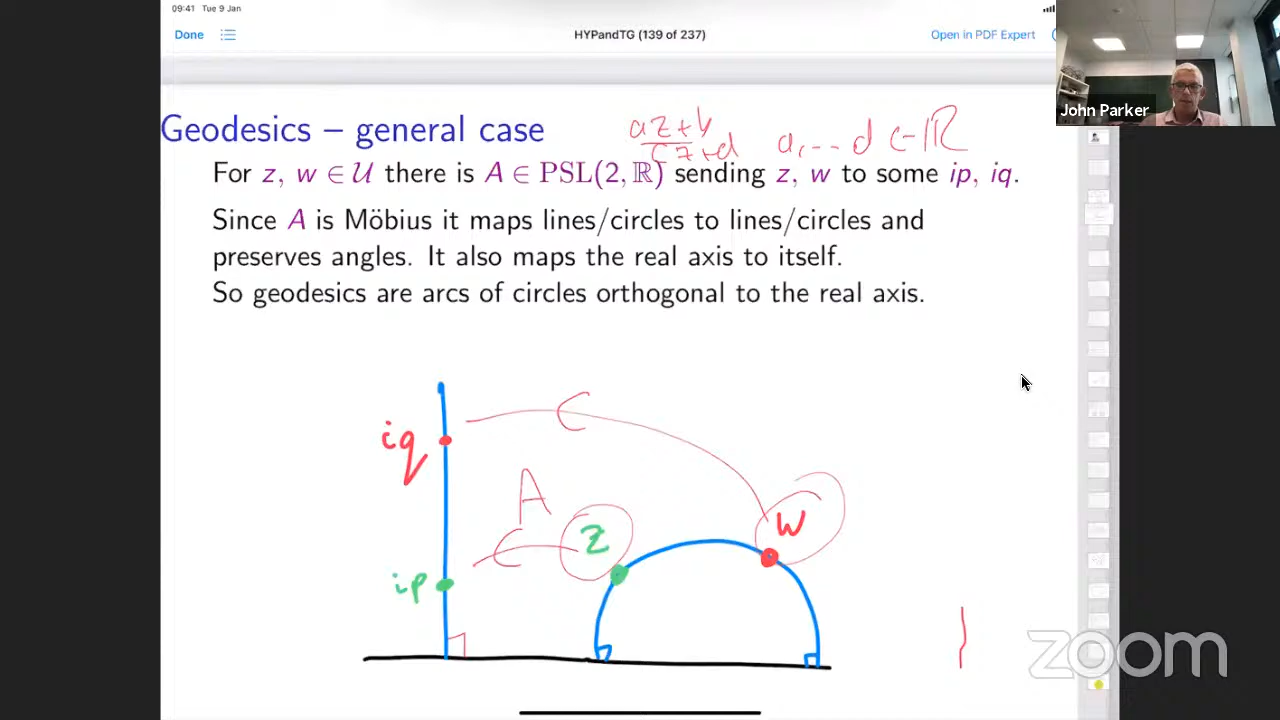 09:41 Tue 9 Jan
Done
HYPandTG (139 of 237)
Open in PDF Expert
John Parker
Geodesics – general case
az+b
cz+d
a, ... d ∈ ℝ
For z, w ∈ 𝒰 there is A ∈ PSL(2, ℝ) sending z, w to some ip, iq.
Since A is Möbius it maps lines/circles to lines/circles and
preserves angles. It also maps the real axis to itself.
So geodesics are arcs of circles orthogonal to the real axis.
iq
A
z
w
ip
zoom